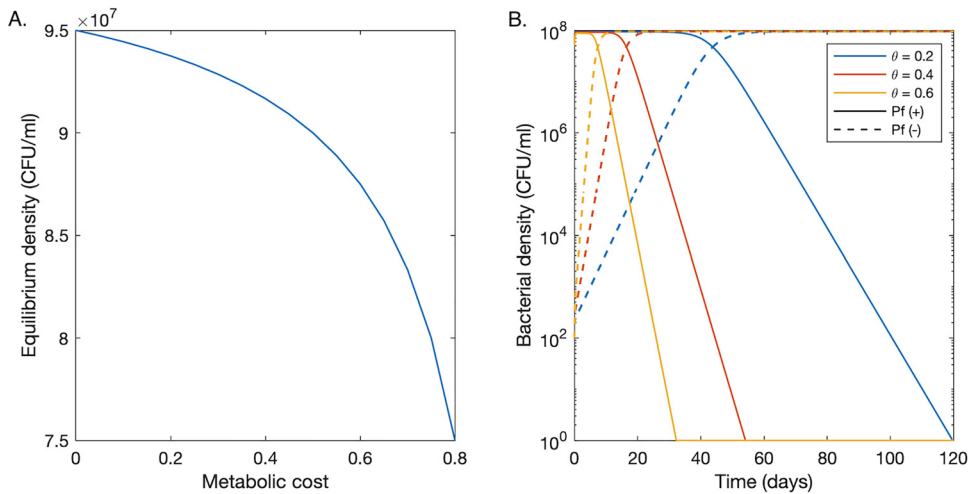 A.
×10⁷
9.5
9
8.5
8
7.5
0
0.2
0.4
0.6
0.8
Equilibrium density (CFU/ml)
Metabolic cost
B.
10⁸
10⁶
10⁴
10²
10⁰
0
20
40
60
80
100
120
Bacterial density (CFU/ml)
Time (days)
θ = 0.2
θ = 0.4
θ = 0.6
Pf (+)
Pf (-)